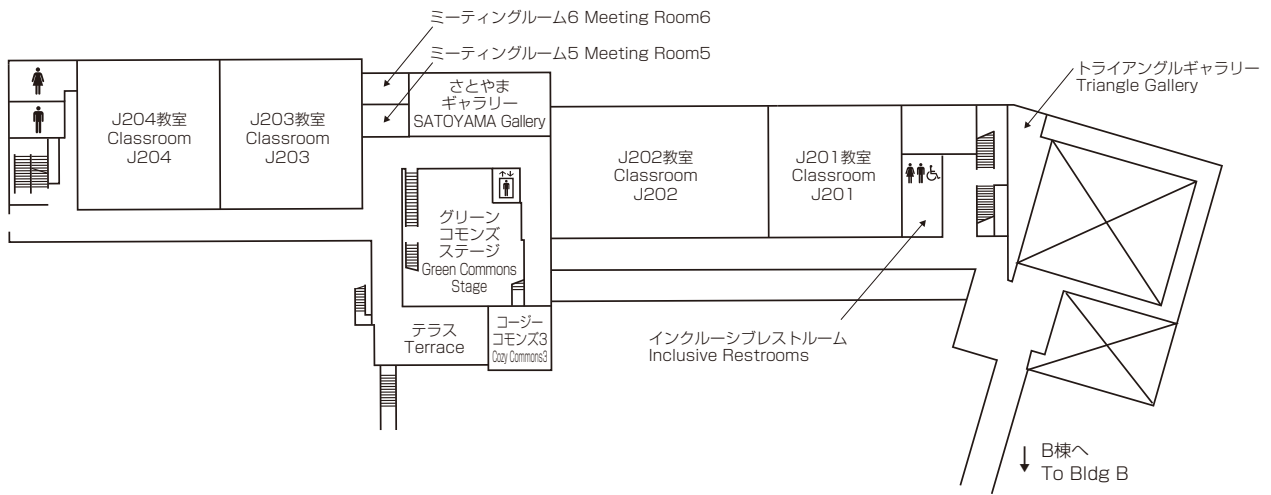 ミーティングルーム6 Meeting Room6
ミーティングルーム5 Meeting Room5
さとやま
ギャラリー
SATOYAMA Gallery
トライアングルギャラリー
Triangle Gallery
J204教室
Classroom
J204
J203教室
Classroom
J203
J202教室
Classroom
J202
J201教室
Classroom
J201
グリーン
コモンズ
ステージ
Green Commons
Stage
テラス
Terrace
コージー
コモンズ3
Cozy Commons3
インクルーシブレストルーム
Inclusive Restrooms
B棟へ
To Bldg B